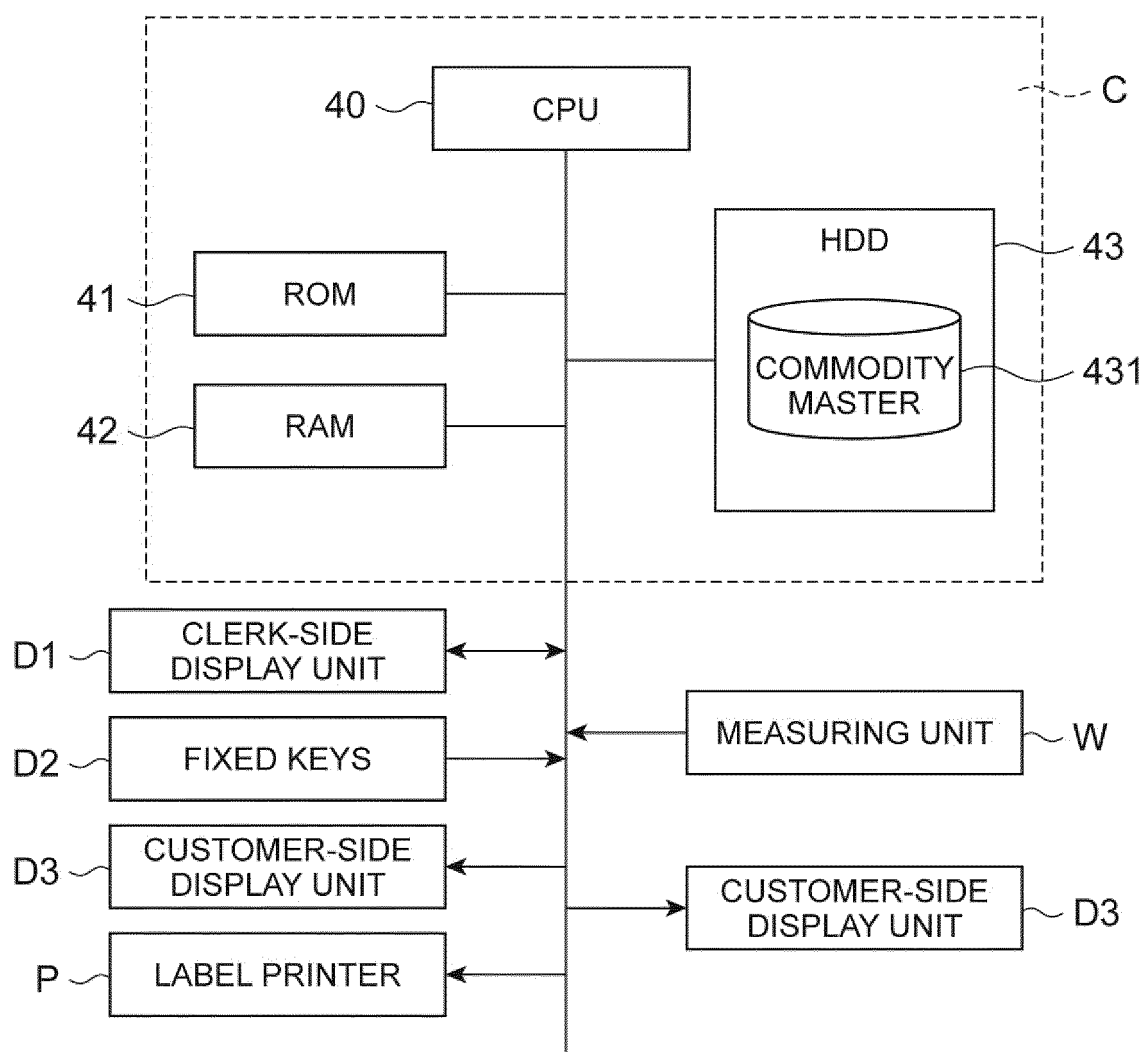 40
CPU
C
HDD
43
41
ROM
COMMODITY
MASTER
431
42
RAM
D1
CLERK-SIDE
DISPLAY UNIT
MEASURING UNIT
W
D2
FIXED KEYS
D3
CUSTOMER-SIDE
DISPLAY UNIT
CUSTOMER-SIDE
DISPLAY UNIT
D3
P
LABEL PRINTER